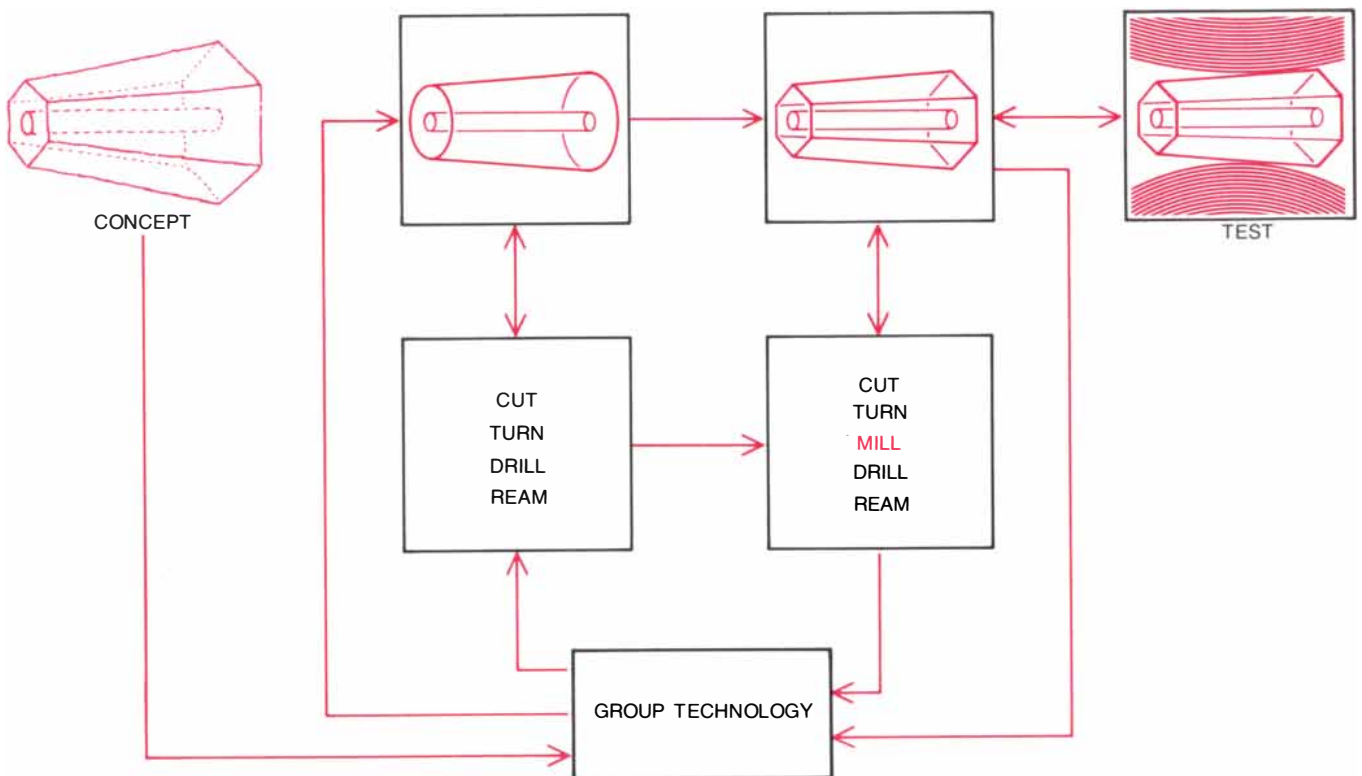 CONCEPT
TEST
CUT
TURN
DRILL
REAM
CUT
TURN
MILL
DRILL
REAM
GROUP TECHNOLOGY